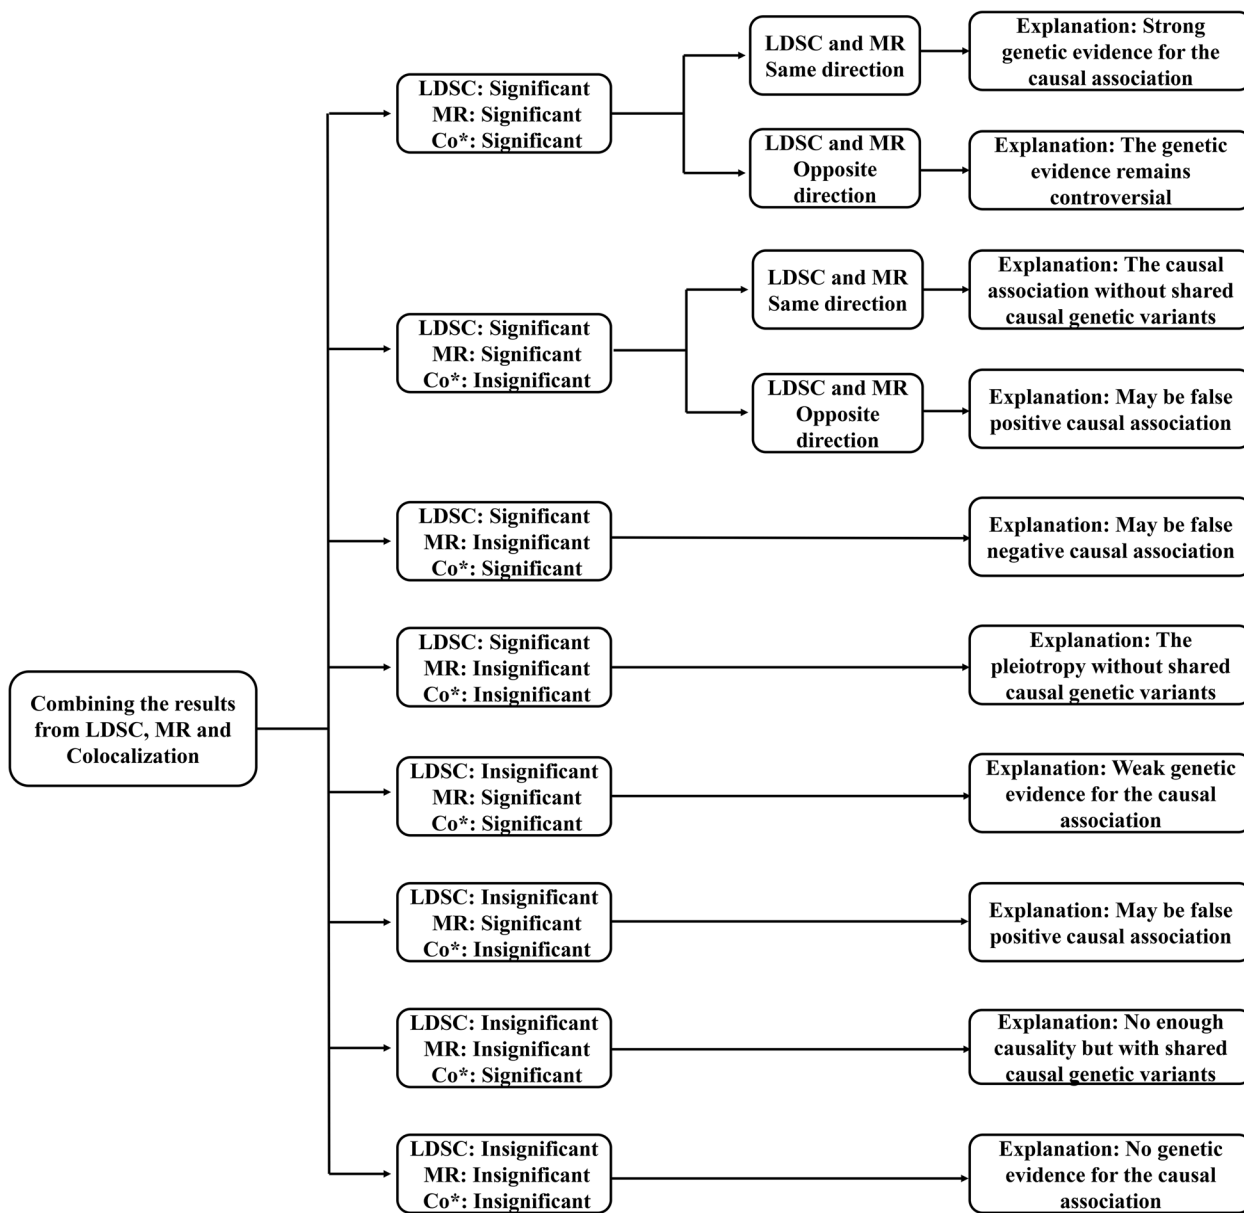 Combining the results
from LDSC, MR and
Colocalization
LDSC: Significant
MR: Significant
Co*: Significant
LDSC and MR
Same direction
Explanation: Strong
genetic evidence for the
causal association
LDSC and MR
Opposite
direction
Explanation: The genetic
evidence remains
controversial
LDSC: Significant
MR: Significant
Co*: Insignificant
LDSC and MR
Same direction
Explanation: The causal
association without shared
causal genetic variants
LDSC and MR
Opposite
direction
Explanation: May be false
positive causal association
LDSC: Significant
MR: Insignificant
Co*: Significant
Explanation: May be false
negative causal association
LDSC: Significant
MR: Insignificant
Co*: Insignificant
Explanation: The
pleiotropy without shared
causal genetic variants
LDSC: Insignificant
MR: Significant
Co*: Significant
Explanation: Weak genetic
evidence for the causal
association
LDSC: Insignificant
MR: Significant
Co*: Insignificant
Explanation: May be false
positive causal association
LDSC: Insignificant
MR: Insignificant
Co*: Significant
Explanation: No enough
causality but with shared
causal genetic variants
LDSC: Insignificant
MR: Insignificant
Co*: Insignificant
Explanation: No genetic
evidence for the causal
association